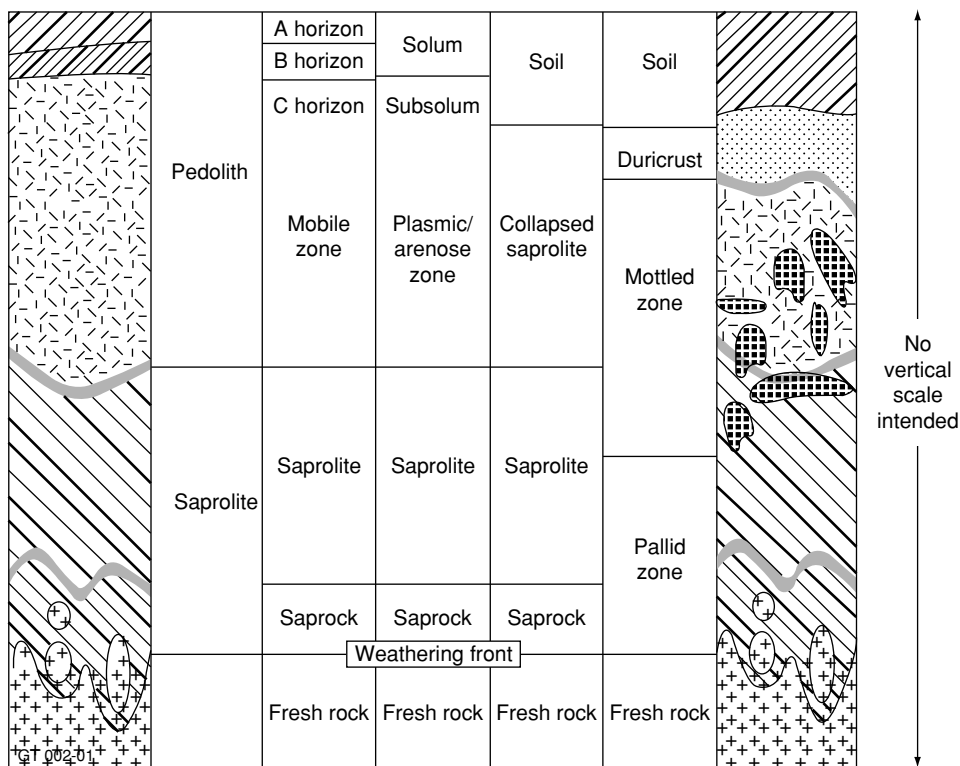 A horizon
B horizon
C horizon
Mobile
zone
Pedolith
Solum
Subsolum
Plasmic/
arenose
zone
Soil
Collapsed
saprolite
Soil
Duricrust
Mottled
zone
Saprolite
Saprolite
Saprolite
Saprolite
Pallid
zone
Saprock
Saprock
Saprock
Weathering front
Fresh rock
Fresh rock
Fresh rock
Fresh rock
No
vertical
scale
intended
GT 002-01